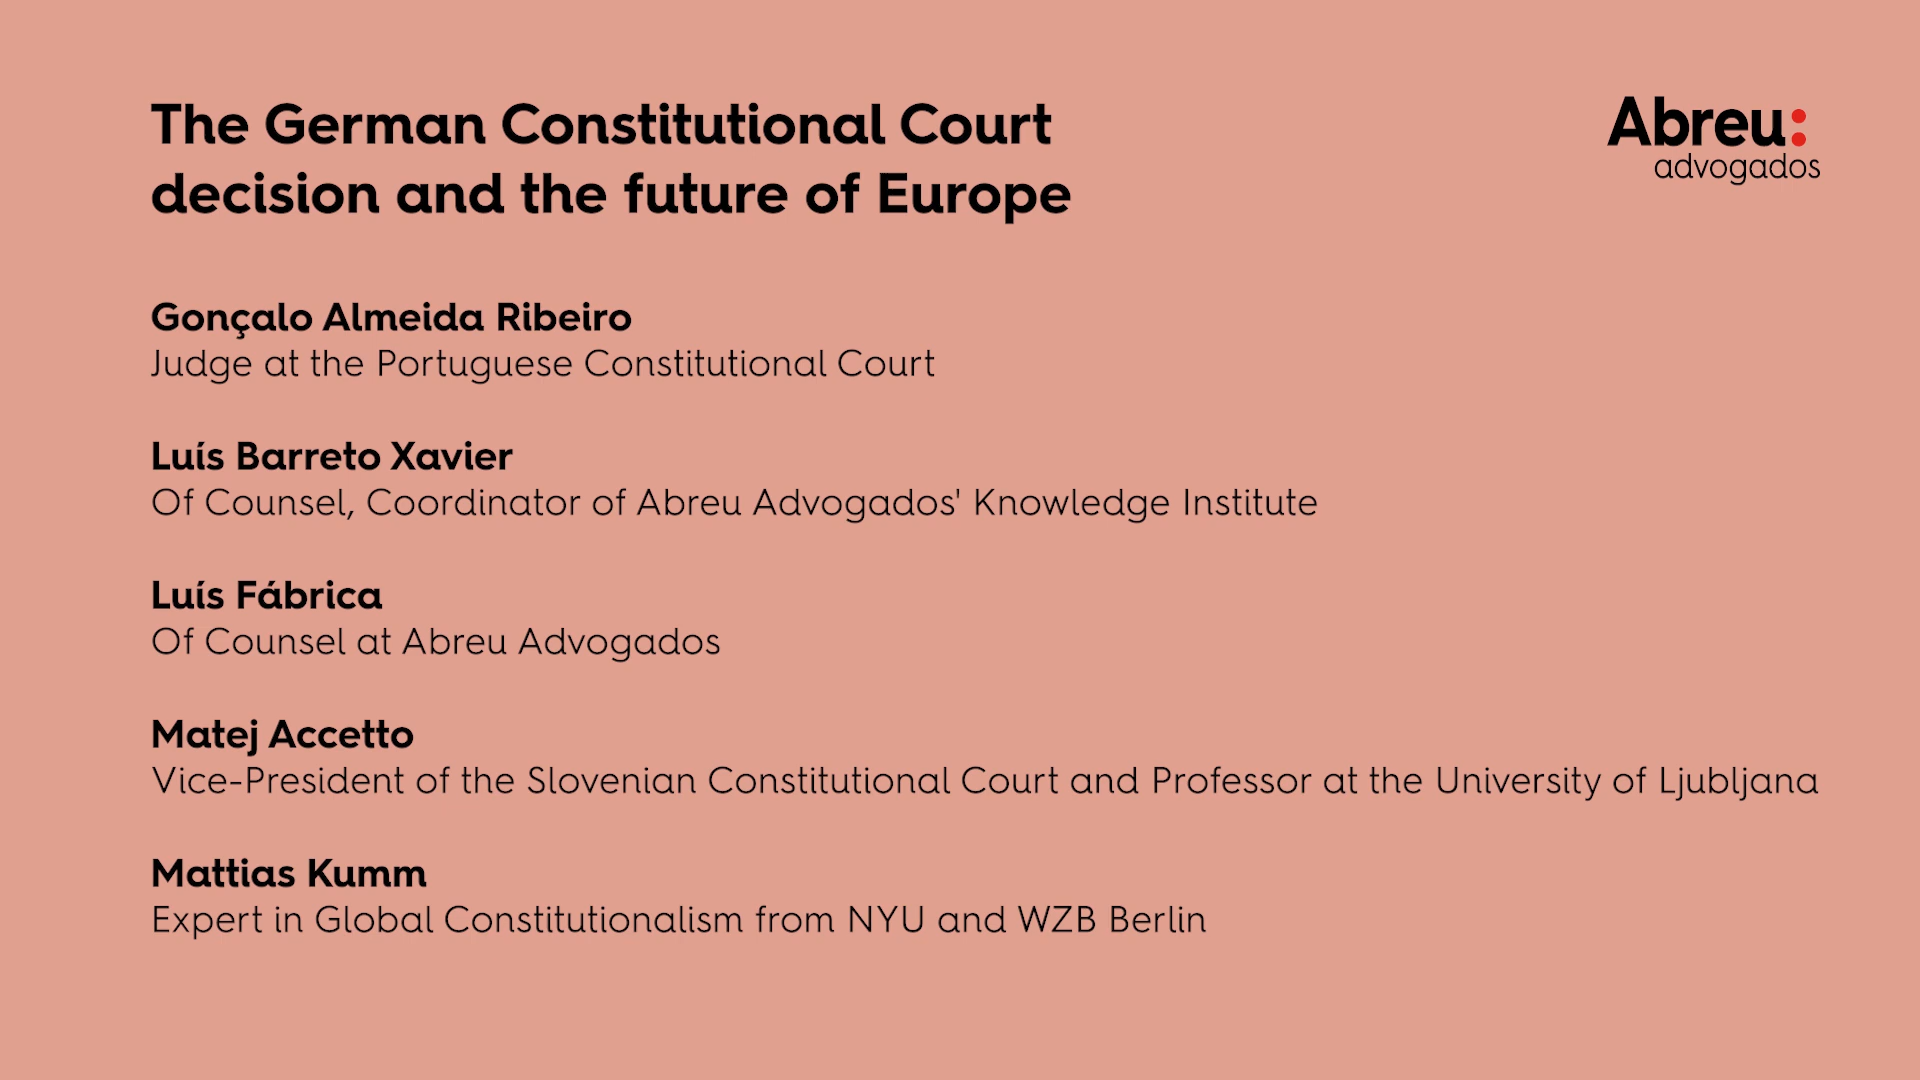 The German Constitutional Court
decision and the future of Europe
Abreu:
advogados
Gonçalo Almeida Ribeiro
Judge at the Portuguese Constitutional Court
Luís Barreto Xavier
Of Counsel, Coordinator of Abreu Advogados' Knowledge Institute
Luís Fábrica
Of Counsel at Abreu Advogados
Matej Accetto
Vice-President of the Slovenian Constitutional Court and Professor at the University of Ljubljana
Mattias Kumm
Expert in Global Constitutionalism from NYU and WZB Berlin